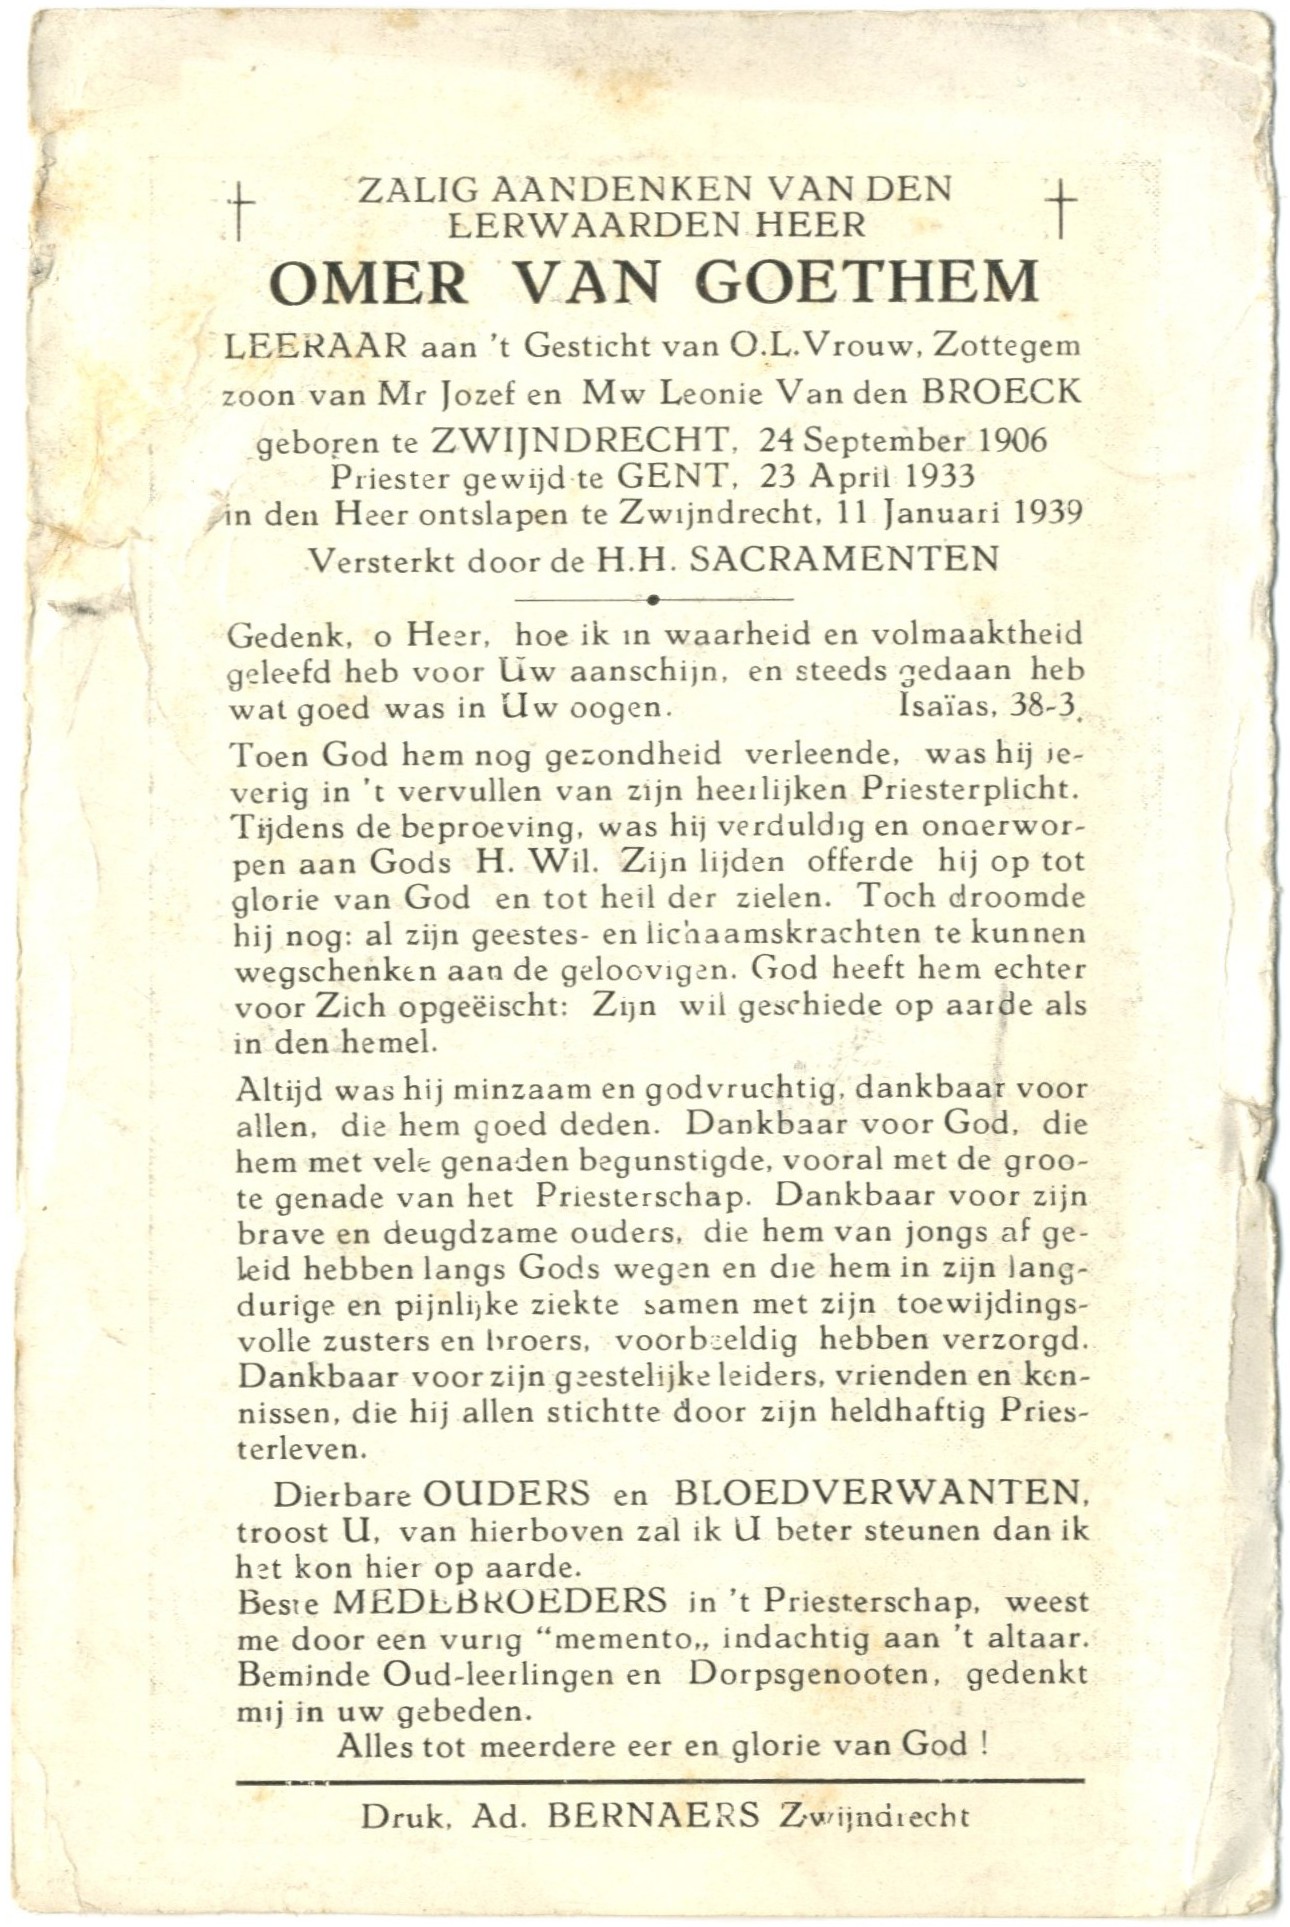 ZALIG AANDENKEN VAN DEN
EERWAARDEN HEER
OMER VAN GOETHEM
LEERAAR aan 't Gesticht van O.L.Vrouw, Zottegem
zoon van Mr Jozef en Mw Leonie Van den BROECK
geboren te ZWIJNDRECHT, 24 September 1906
Priester gewijd te GENT, 23 April 1933
in den Heer ontslapen te Zwijndrecht, 11 Januari 1939
Versterkt door de H.H. SACRAMENTEN
Gedenk, o Heer, hoe ik in waarheid en volmaaktheid
geleefd heb voor Uw aanschijn, en steeds gedaan heb
wat goed was in Uw oogen. Isaïas, 38-3.
Toen God hem nog gezondheid verleende, was hij ie-
verig in 't vervullen van zijn heerlijken Priesterplicht.
Tijdens de beproeving, was hij verduldig en onderwor-
pen aan Gods H. Wil. Zijn lijden offerde hij op tot
glorie van God en tot heil der zielen. Toch droomde
hij nog: al zijn geestes- en lichaamskrachten te kunnen
wegschenken aan de geloovigen. God heeft hem echter
voor Zich opgeëischt: Zijn wil geschiede op aarde als
in den hemel.
Altijd was hij minzaam en godvruchtig, dankbaar voor
allen, die hem goed deden. Dankbaar voor God, die
hem met vele genaden begunstigde, vooral met de groo-
te genade van het Priesterschap. Dankbaar voor zijn
brave en deugdzame ouders, die hem van jongs af ge-
leid hebben langs Gods wegen en die hem in zijn lang-
durige en pijnlijke ziekte samen met zijn toewijdings-
volle zusters en broers, voorbeeldig hebben verzorgd.
Dankbaar voor zijn geestelijke leiders, vrienden en ken-
nissen, die hij allen stichtte door zijn heldhaftig Pries-
terleven.
Dierbare OUDERS en BLOEDVERWANTEN,
troost U, van hierboven zal ik U beter steunen dan ik
het kon hier op aarde.
Beste MEDEBROEDERS in 't Priesterschap, weest
me door een vurig “memento„ indachtig aan 't altaar.
Beminde Oud-leerlingen en Dorpsgenooten, gedenkt
mij in uw gebeden.
Alles tot meerdere eer en glorie van God !
Druk, Ad. BERNAERS Zwijndrecht